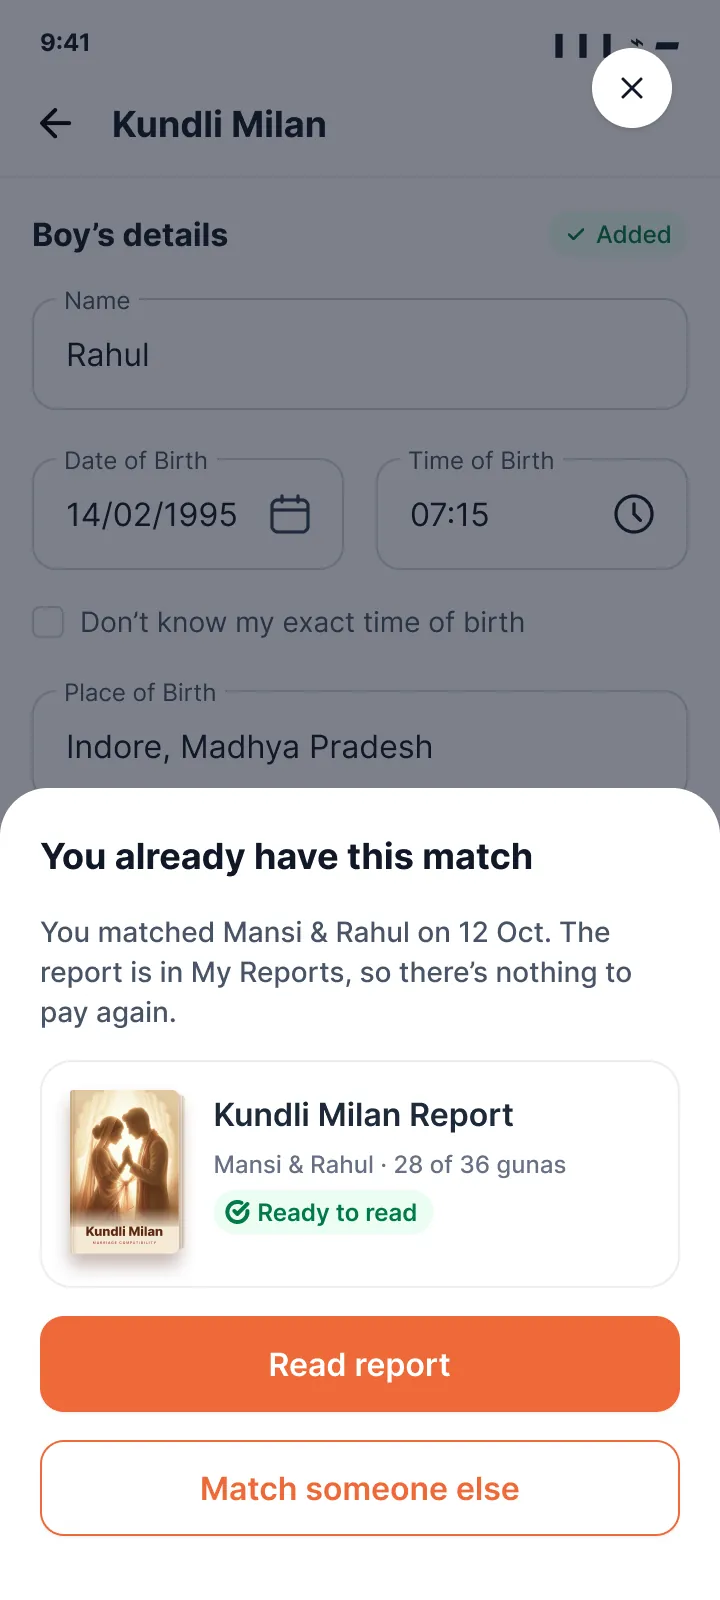 9:41
Kundli Milan
Boy’s details
Added
Name
Rahul
Date of Birth
Time of Birth
14/02/1995
07:15
Don’t know my exact time of birth
Place of Birth
Indore, Madhya Pradesh
You already have this match
You matched Mansi & Rahul on 12 Oct. The
report is in My Reports, so there’s nothing to
pay again.
Kundli Milan
MARRIAGE COMPATIBILITY
Kundli Milan Report
Mansi & Rahul · 28 of 36 gunas
Ready to read
Read report
Match someone else